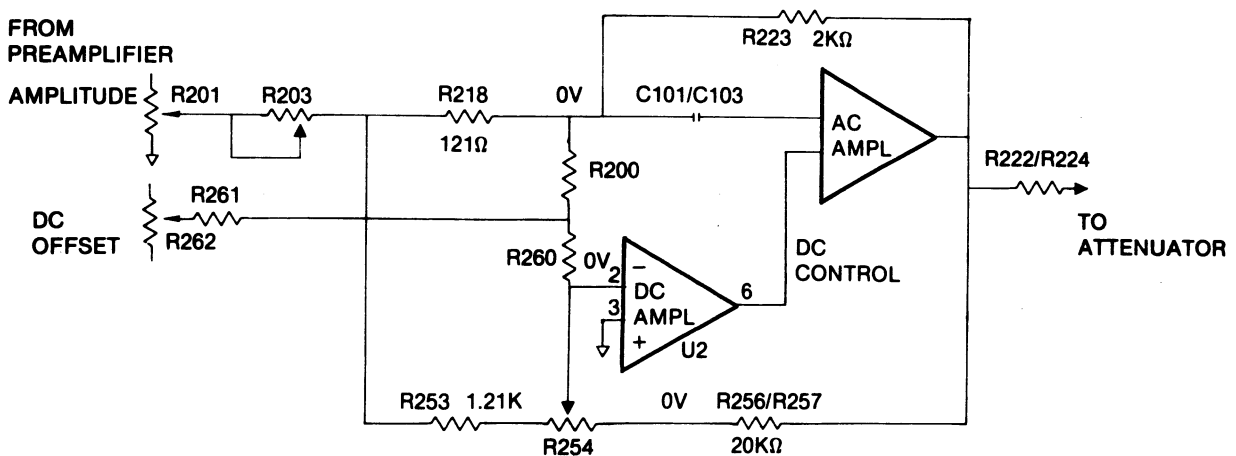 FROM
PREAMPLIFIER
AMPLITUDE
R201
R203
R218
121Ω
0V
R223 2KΩ
C101/C103
AC
AMPL
R222/R224
TO
ATTENUATOR
R200
R261
DC
OFFSET
R262
R260
0V
2
−
DC
AMPL
3
+
6
U2
DC
CONTROL
R253 1.21K
R254
0V
R256/R257
20KΩ